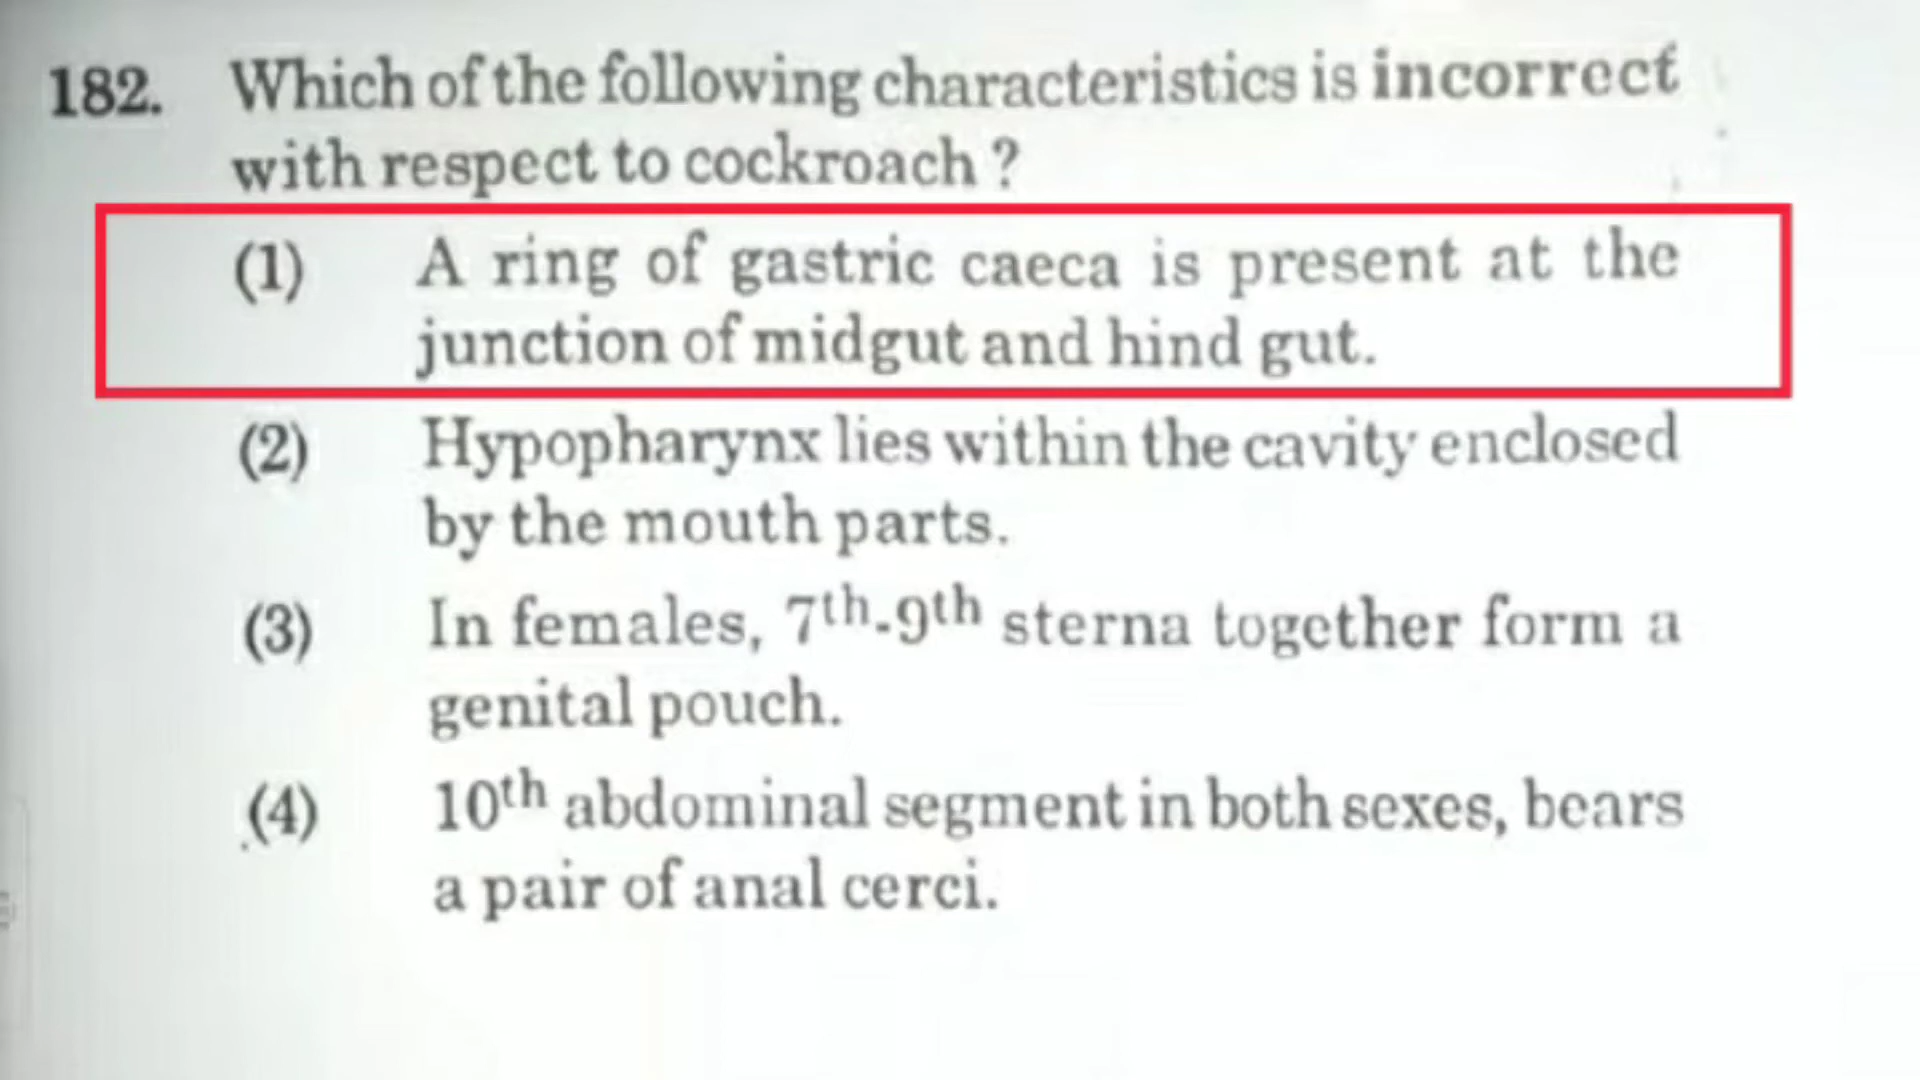 182. Which of the following characteristics is incorrect
with respect to cockroach ?
(1) A ring of gastric caeca is present at the
junction of midgut and hind gut.
(2) Hypopharynx lies within the cavity enclosed
by the mouth parts.
(3) In females, 7th-9th sterna together form a
genital pouch.
(4) 10th abdominal segment in both sexes, bears
a pair of anal cerci.